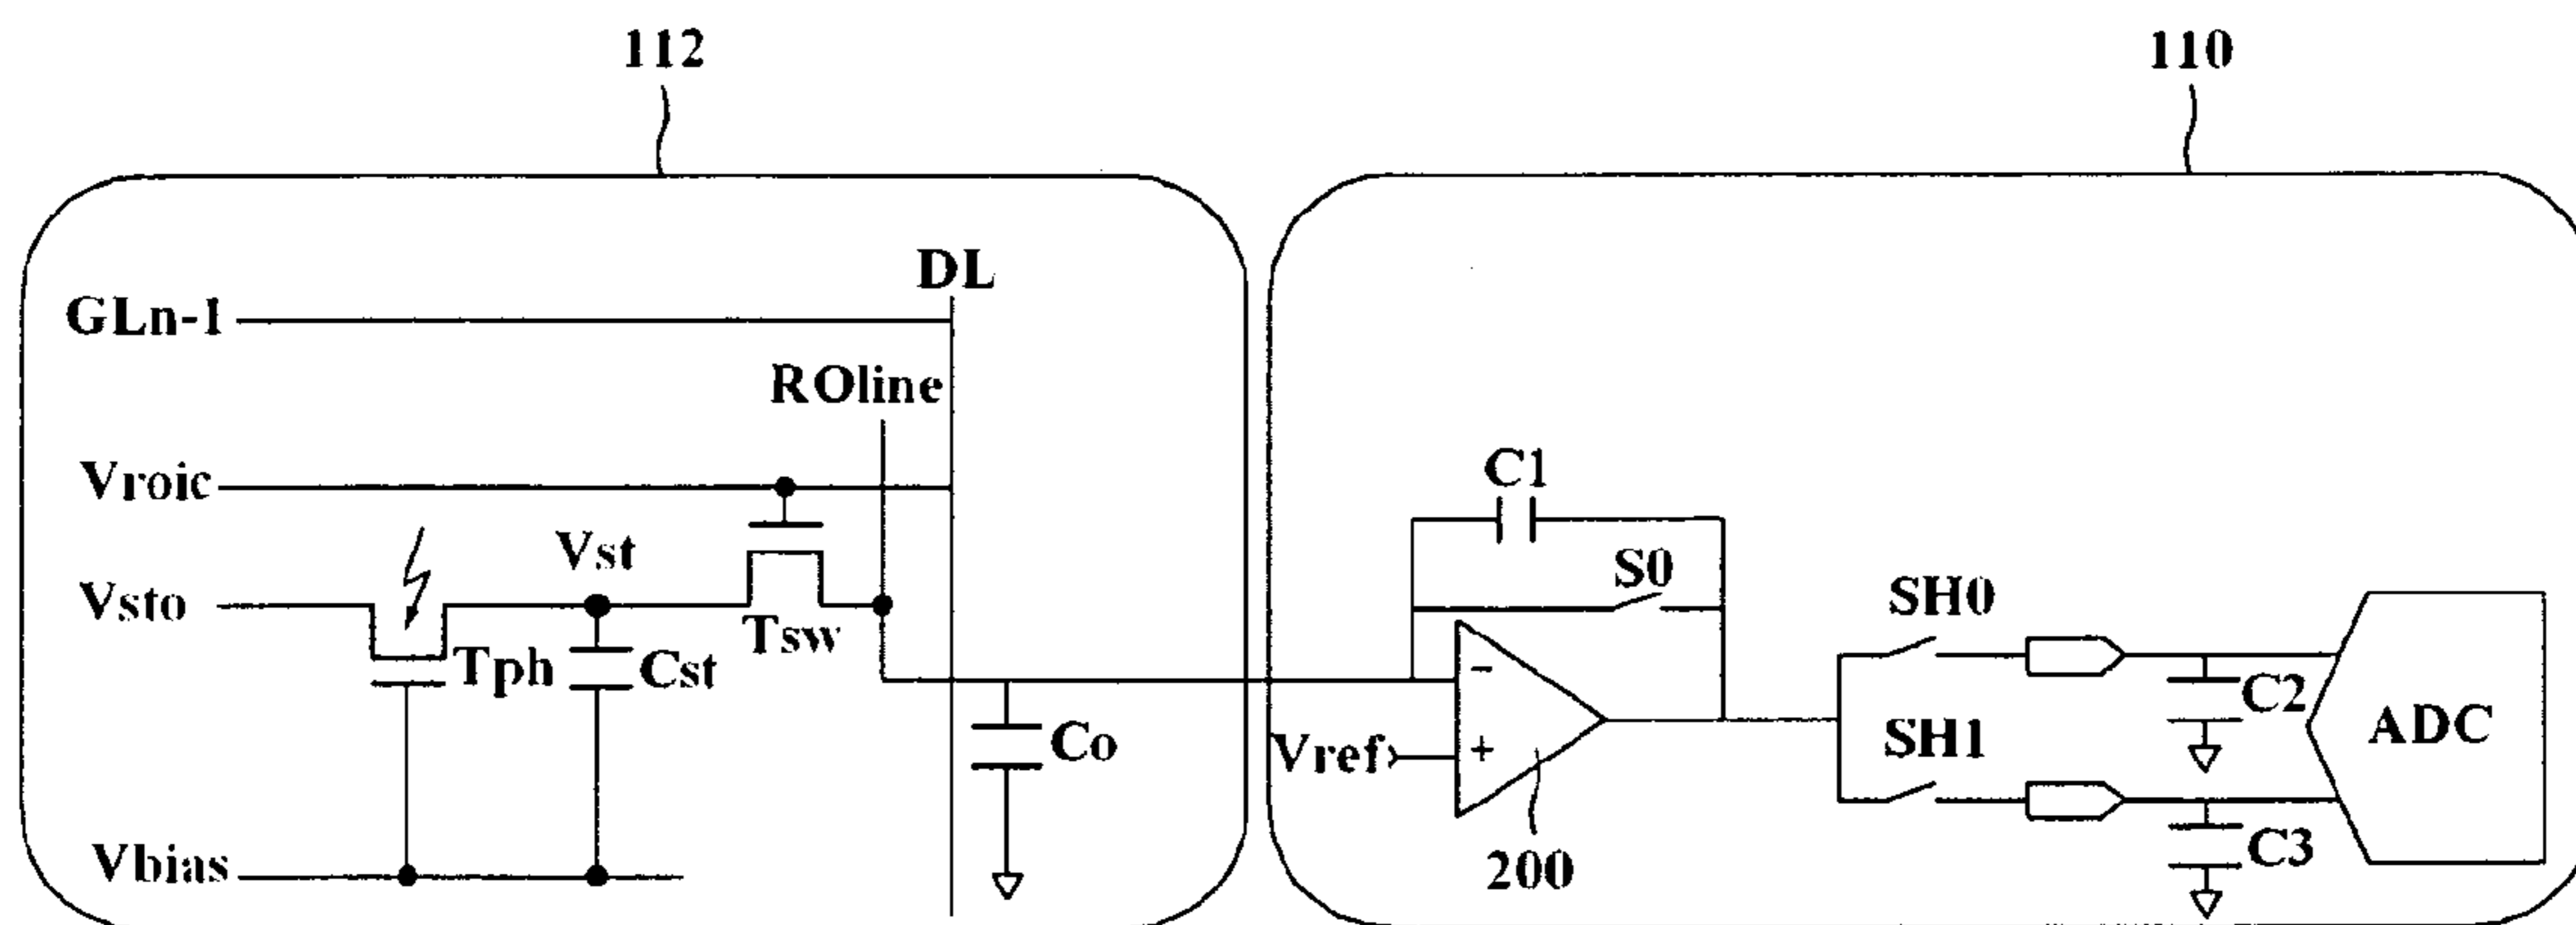 112
110
DL
GLn-1
ROline
Vroic
C1
Vst
S0
Vsto
SH0
Tsw
Tph
Cst
-
C2
SH1
ADC
Co
Vref
+
C3
Vbias
200